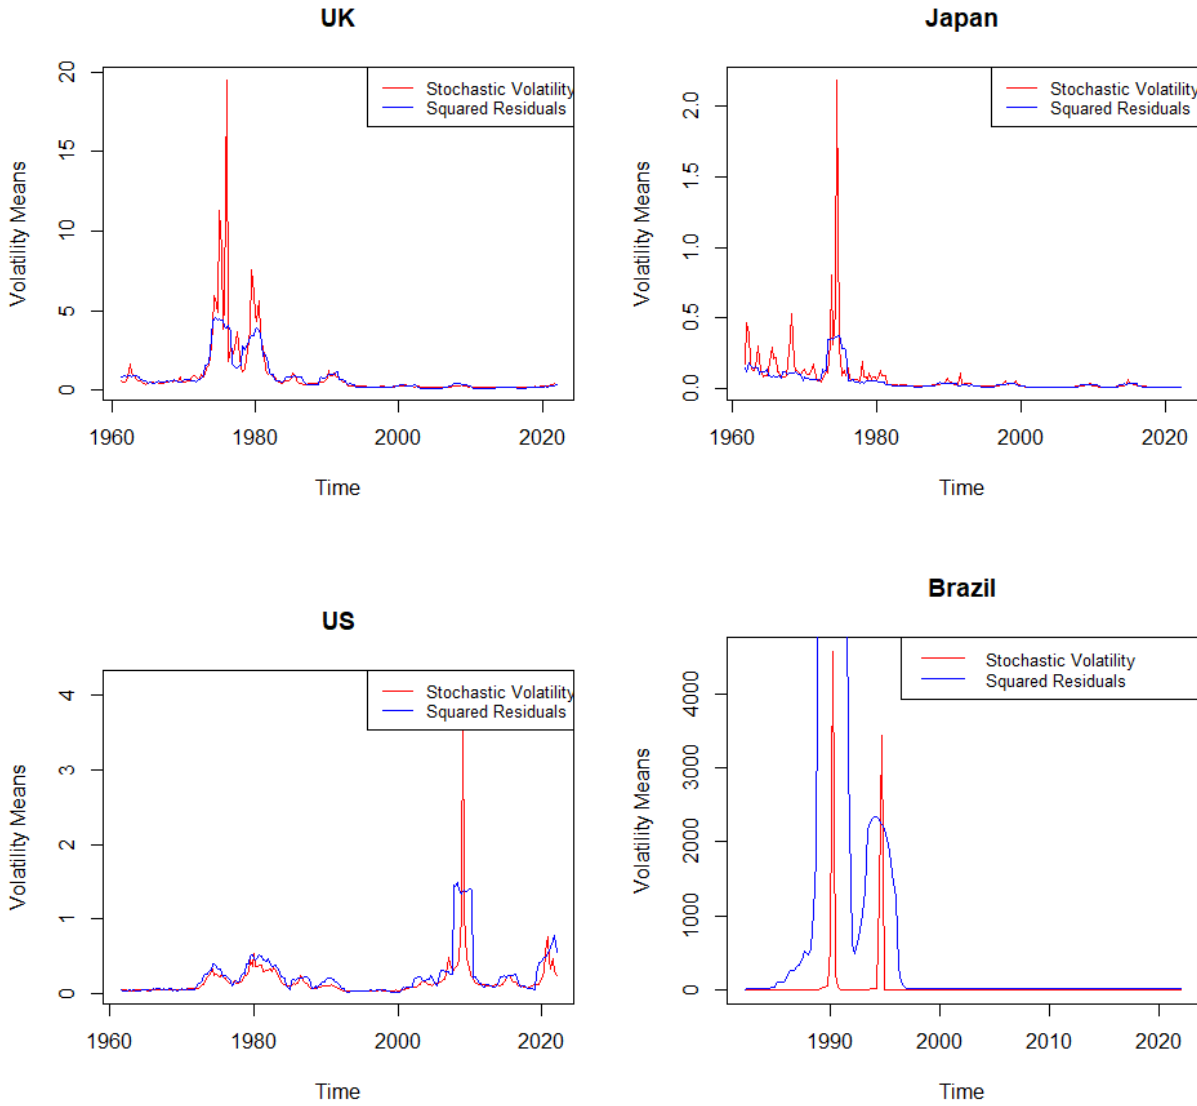 UK
Volatility Means
20
15
10
5
0
Stochastic Volatility
Squared Residuals
1960
1980
2000
2020
Time
Japan
Volatility Means
2.0
1.5
1.0
0.5
0.0
Stochastic Volatility
Squared Residuals
1960
1980
2000
2020
Time
US
Volatility Means
4
3
2
1
0
Stochastic Volatility
Squared Residuals
1960
1980
2000
2020
Time
Brazil
Volatility Means
4000
3000
2000
1000
0
Stochastic Volatility
Squared Residuals
1990
2000
2010
2020
Time